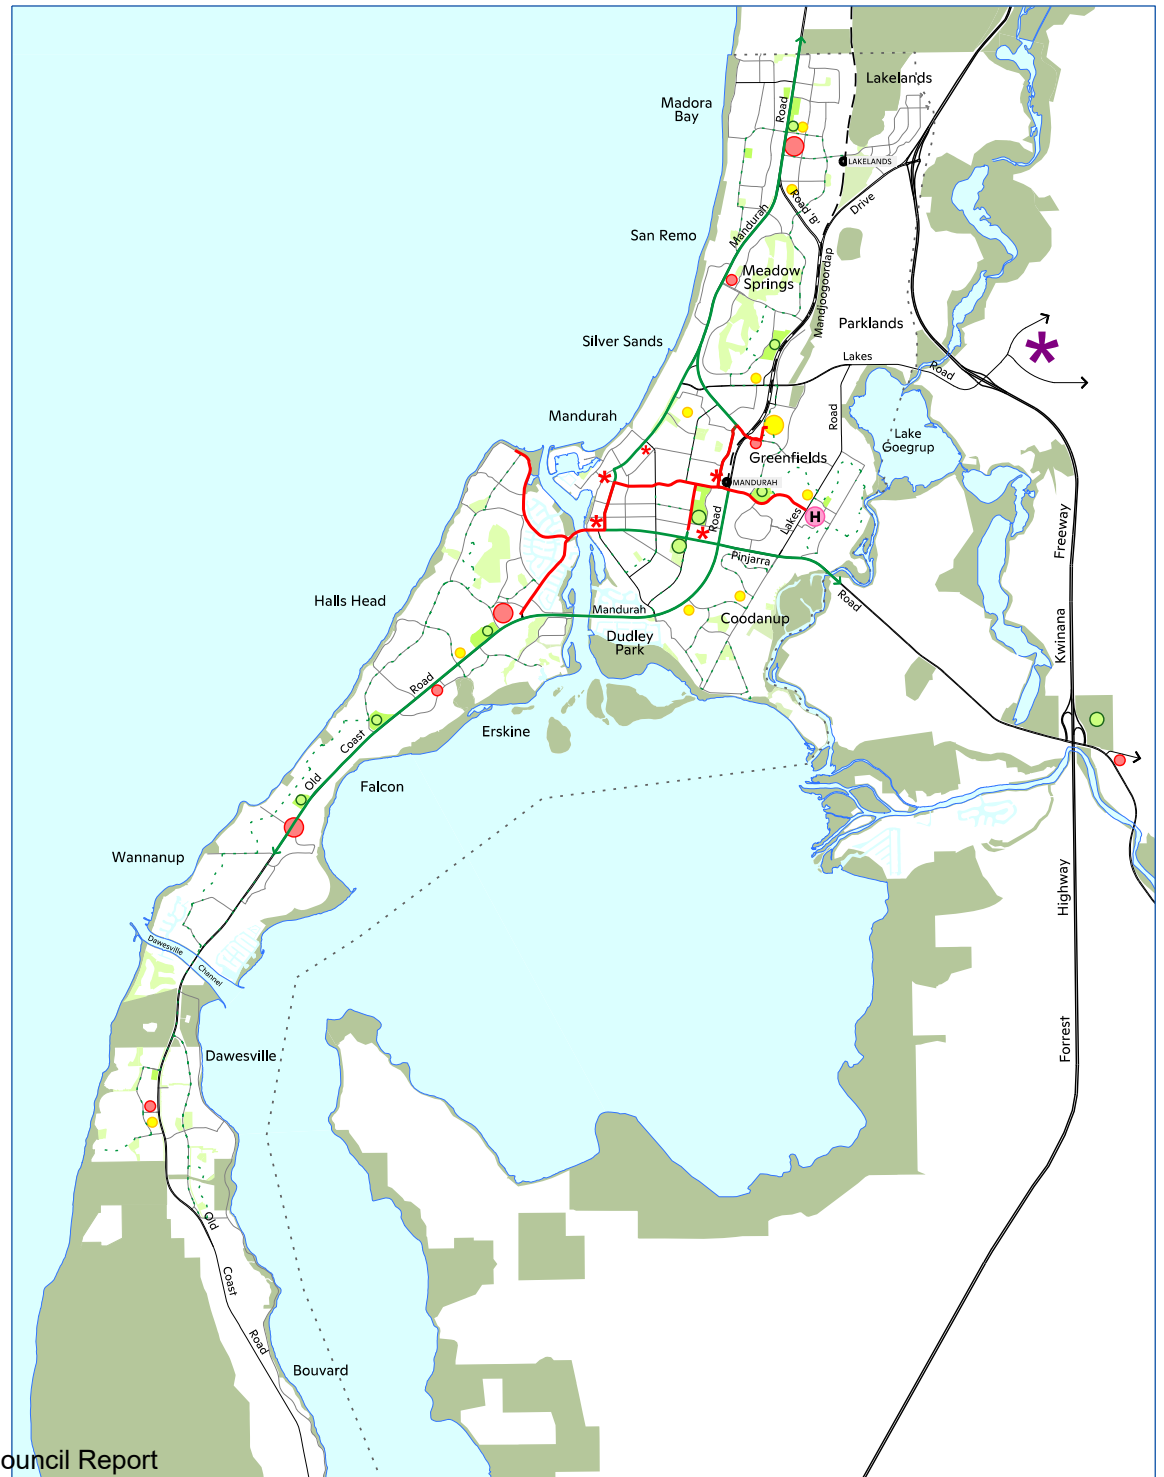 Lakelands
Madora
Bay
Road
LAKELANDS
Road 'B'
Drive
Mandurah
San Remo
Meadow
Springs
Mandjoogoordap
Parklands
Silver Sands
Lakes
Road
Mandurah
Road
Lake
Goegrup
Greenfields
MANDURAH
H
Lakes
Road
Freeway
Pinjarra
Road
Halls Head
Mandurah
Coodanup
Dudley
Park
Kwinana
Road
Erskine
Coast
Old
Falcon
Wannanup
Highway
Dawesville
Channel
Forrest
Dawesville
Old
Coast
Road
Bouvard
ouncil Report